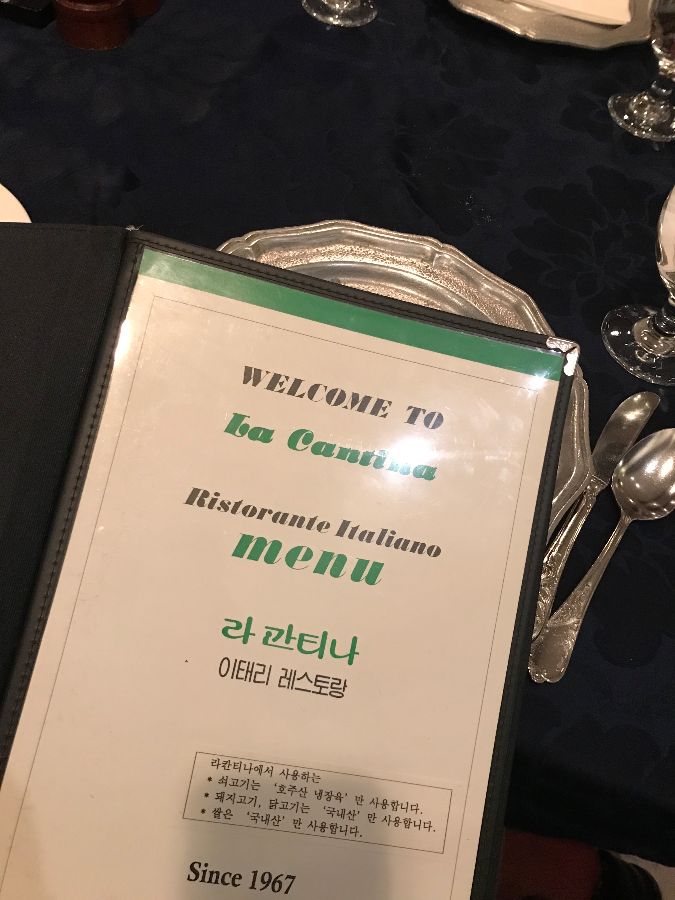 WELCOME TO
La Cantina
Ristorante Italiano
menu
라 칸티나
이태리 레스토랑
라칸티나에서 사용하는
* 쇠고기는 '호주산 냉장육' 만 사용합니다.
* 돼지고기, 닭고기는 '국내산' 만 사용합니다.
* 쌀은 '국내산' 만 사용합니다.
Since 1967